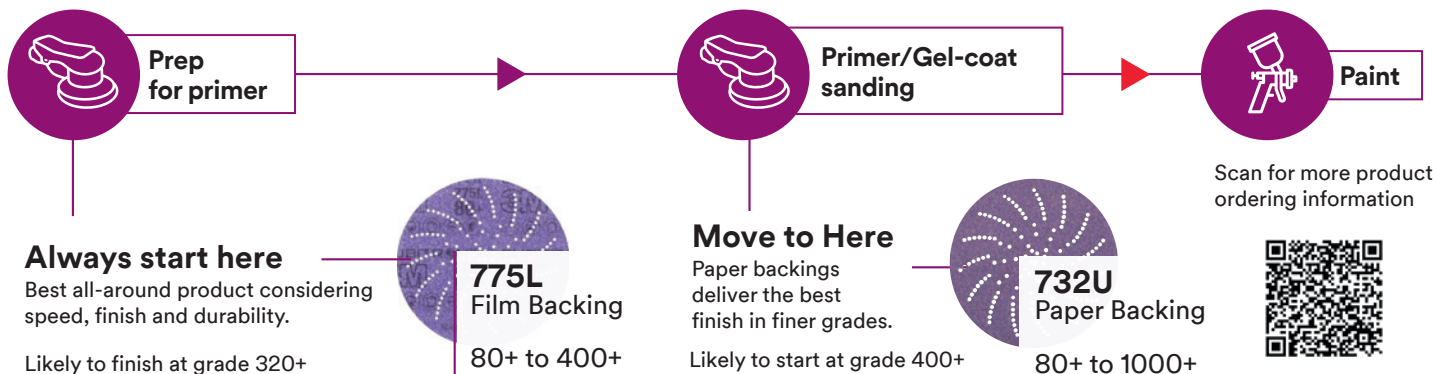 Prep
for primer
Primer/Gel-coat
sanding
Paint
Scan for more product
ordering information
Always start here
Best all-around product considering
speed, finish and durability.
Likely to finish at grade 320+
775L
80+
775L
Film Backing
80+ to 400+
Move to Here
Paper backings
deliver the best
finish in finer grades.
Likely to start at grade 400+
732U
Paper Backing
80+ to 1000+